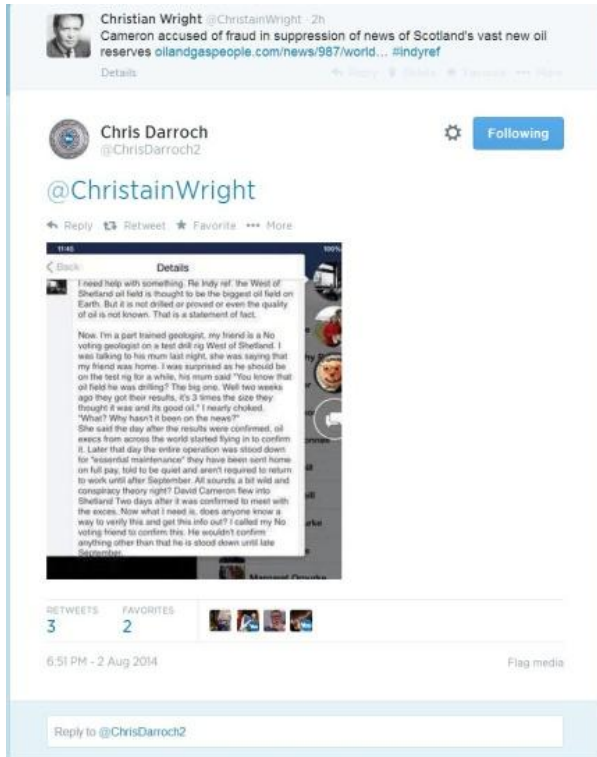 Christian Wright @ChristainWright · 2h
Cameron accused of fraud in suppression of news of Scotland's vast new oil
reserves oilandgaspeople.com/news/987/world... #indyref
Details
Reply Delete Favorite More
Chris Darroch
@ChrisDarroch2
Following
@ChristainWright
Reply Retweet Favorite More
11:40 100%
Back Details
I need help with something. Re Indy ref. the West of
Shetland oil field is thought to be the biggest oil field on
Earth. But it is not drilled or proved or even the quality
of oil is not known. That is a statement of fact.
Now. I'm a part trained geologist, my friend is a No
voting geologist on a test drill rig West of Shetland. I
was talking to his mum last night, she was saying that
my friend was home. I was surprised as he should be
on the test rig for a while, his mum said "You know that
oil field he was drilling? The big one. Well two weeks
ago they got their results, it's 3 times the size they
thought it was and its good oil." I nearly choked.
"What? Why hasn't it been on the news?"
She said the day after the results were confirmed, oil
execs from across the world started flying in to confirm
it. Later that day the entire operation was stood down
for "essential maintenance" they have been sent home
on full pay, told to be quiet and aren't required to return
to work until after September. All sounds a bit wild and
conspiracy theory right? David Cameron flew into
Shetland Two days after it was confirmed to meet with
the exces. Now what I need is, does anyone know a
way to verify this and get this info out? I called my No
voting friend to confirm this. He wouldn't confirm
anything other than that he is stood down until late
September.
RETWEETS FAVORITES
3 2
6:51 PM - 2 Aug 2014
Flag media
Reply to @ChrisDarroch2